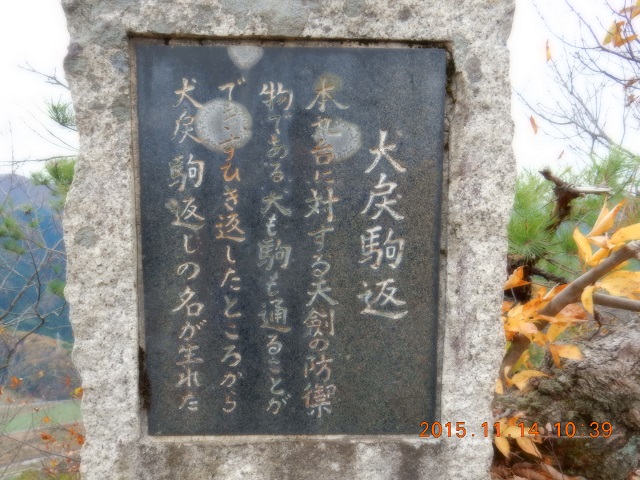 犬戻駒返
本丸台に対する天剣の防禦
物である犬も駒も通ることが
できずひき返したところから
犬戻駒返しの名が生れた
2015.11.14 10 39